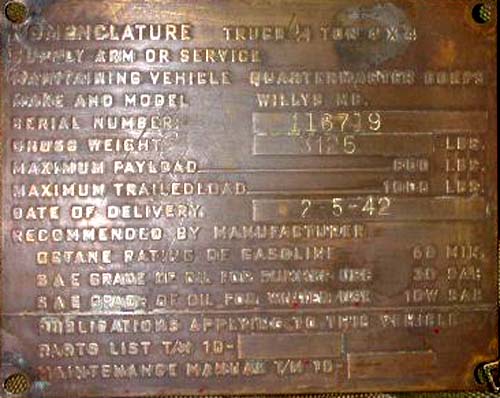 NOMENCLATURE TRUCK 1/4 TON 4 X 4
SUPPLY ARM OR SERVICE
MAINTAINING VEHICLE QUARTERMASTER CORPS
MAKE AND MODEL WILLYS MB.
SERIAL NUMBER: 116719
GROSS WEIGHT 3125 LBS.
MAXIMUM PAYLOAD 800 LBS.
MAXIMUM TRAILEDLOAD 1000 LBS.
DATE OF DELIVERY 2-5-42
RECOMMENDED BY MANUFACTURER
OCTANE RATING OF GASOLINE 68 MIN.
S A E GRADE OF OIL FOR SUMMER USE 30 SAE
S A E GRADE OF OIL FOR WINTER USE 10W SAE
PUBLICATIONS APPLYING TO THIS VEHICLE
PARTS LIST T/M 10-
MAINTENANCE MANUAL T/M 10-